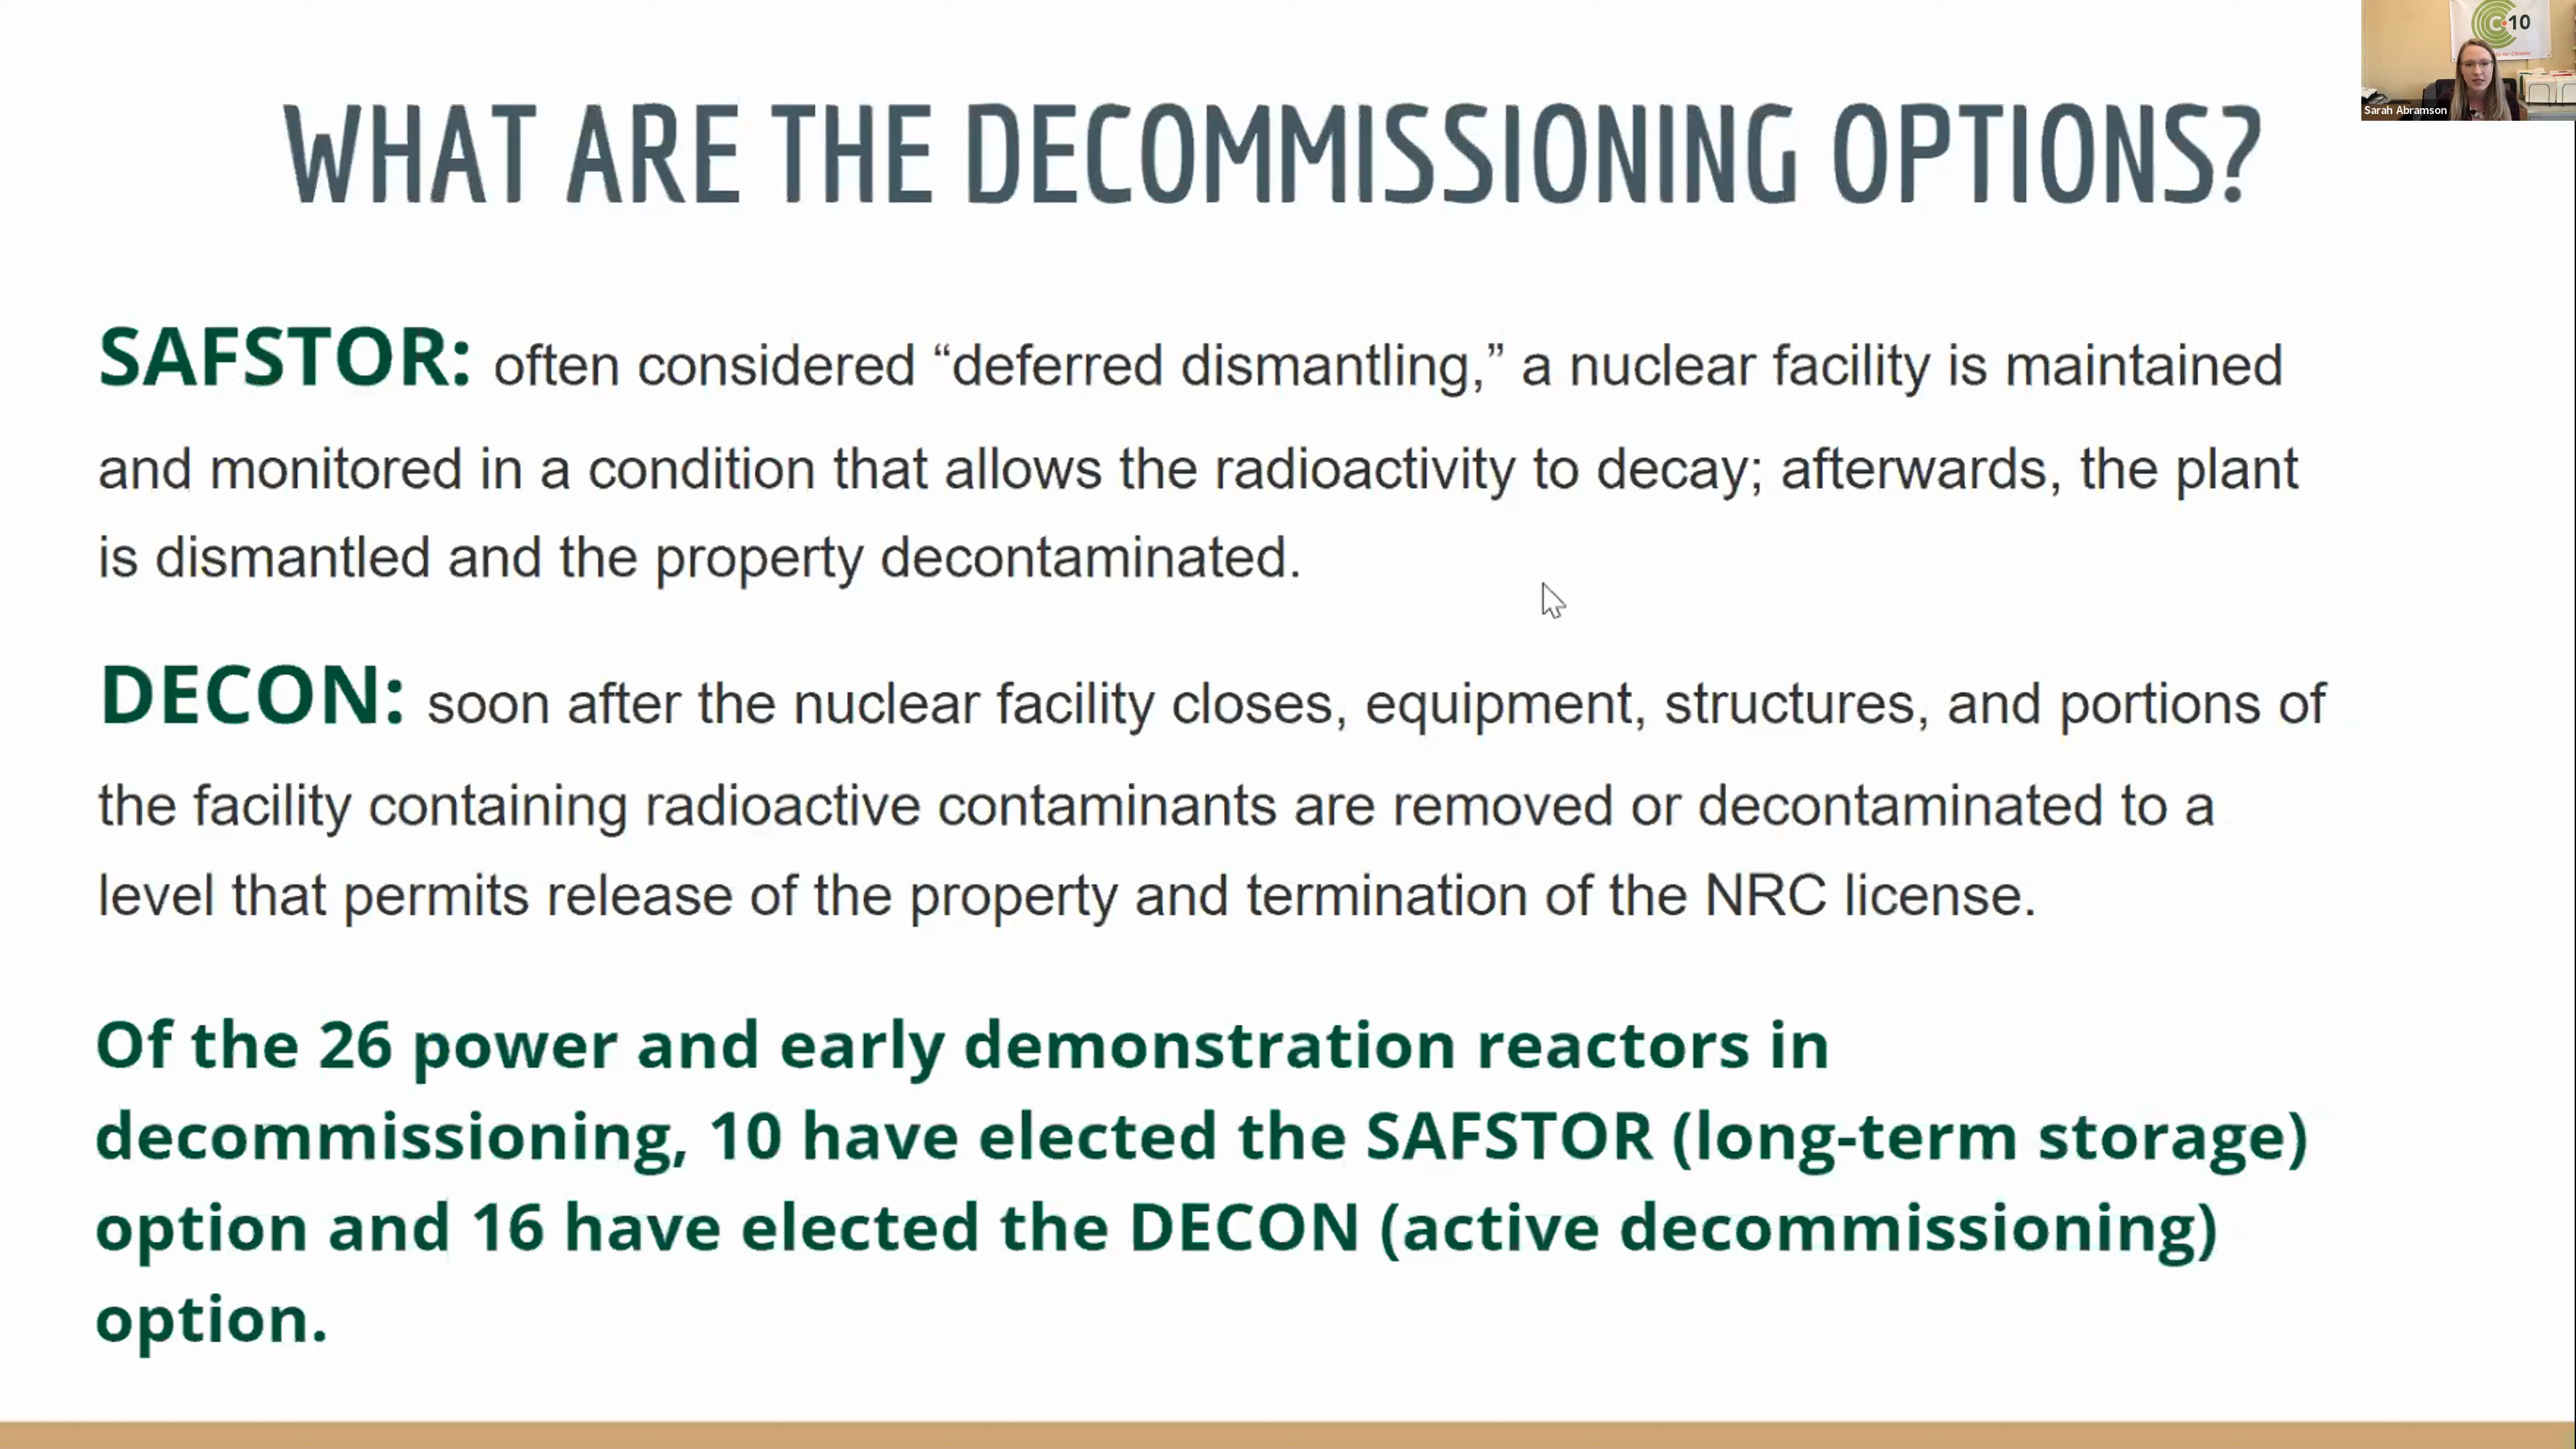 WHAT ARE THE DECOMMISSIONING OPTIONS?
C-10
Sarah Abramson
SAFSTOR: often considered “deferred dismantling,” a nuclear facility is maintained
and monitored in a condition that allows the radioactivity to decay; afterwards, the plant
is dismantled and the property decontaminated.
DECON: soon after the nuclear facility closes, equipment, structures, and portions of
the facility containing radioactive contaminants are removed or decontaminated to a
level that permits release of the property and termination of the NRC license.
Of the 26 power and early demonstration reactors in
decommissioning, 10 have elected the SAFSTOR (long-term storage)
option and 16 have elected the DECON (active decommissioning)
option.